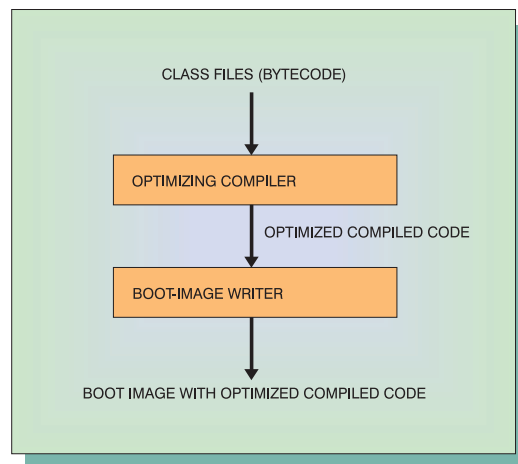 CLASS FILES (BYTECODE)
OPTIMIZING COMPILER
OPTIMIZED COMPILED CODE
BOOT-IMAGE WRITER
BOOT IMAGE WITH OPTIMIZED COMPILED CODE